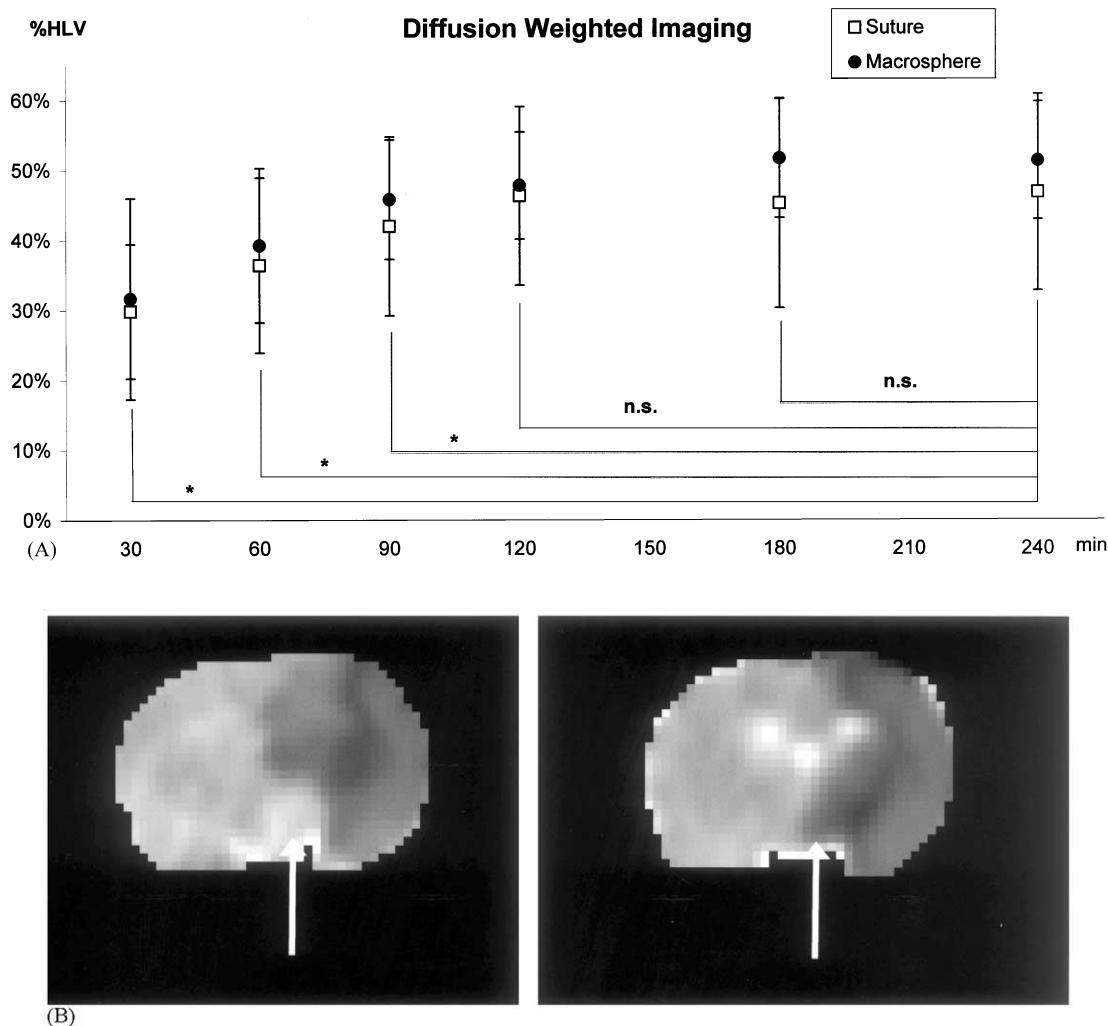 %HLV
Diffusion Weighted Imaging
Suture
Macrosphere
60%
50%
40%
30%
20%
10%
0%
n.s.
n.s.
*
*
*
(A)
30 60 90 120 150 180 210 240 min
(B)